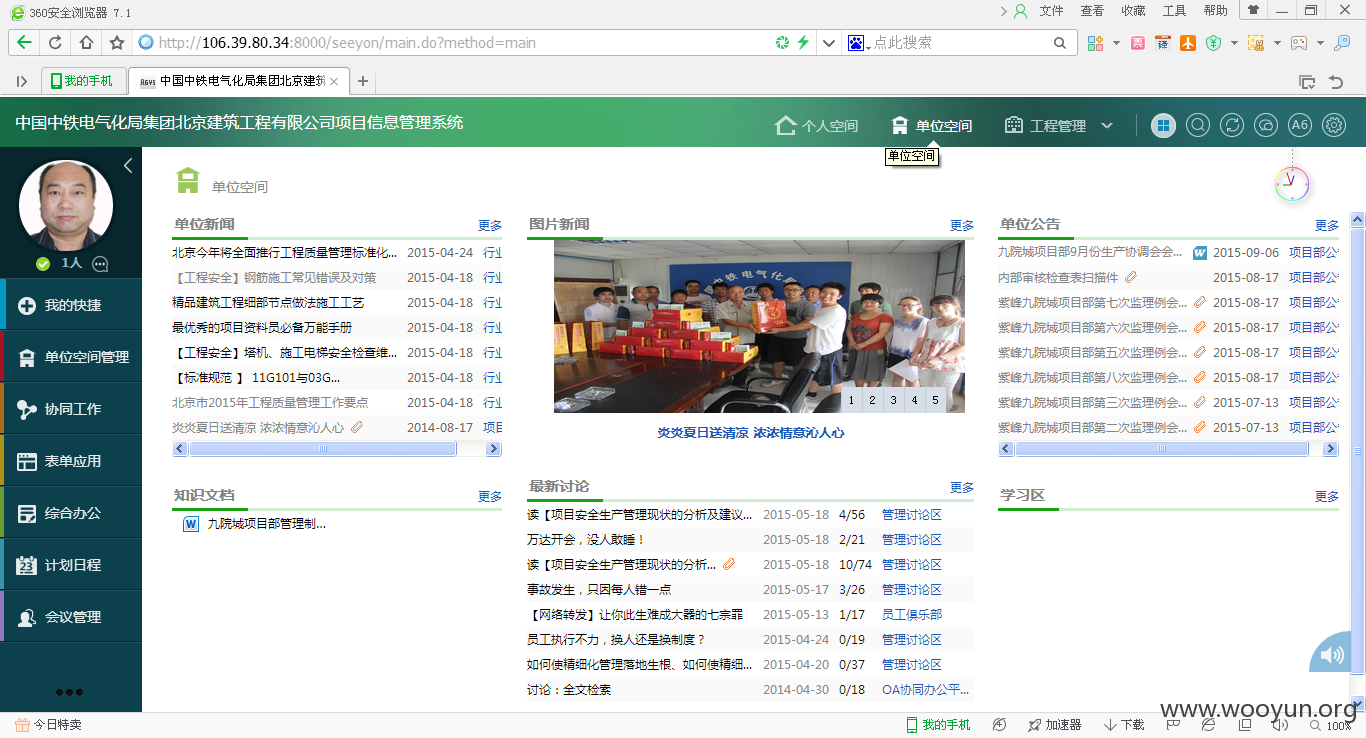 360安全浏览器 7.1
文件 查看 收藏 工具 帮助
http://106.39.80.34:8000/seeyon/main.do?method=main
点此搜索
我的手机
A6V5 中国中铁电气化局集团北京建筑
中国中铁电气化局集团北京建筑工程有限公司项目信息管理系统
个人空间 单位空间 工程管理 A6
单位空间
1人
我的快捷
单位空间管理
协同工作
表单应用
综合办公
23 计划日程
会议管理
单位空间
单位新闻 更多
北京今年将全面推行工程质量管理标准化... 2015-04-24 行业
【工程安全】钢筋施工常见错误及对策 2015-04-18 行业
精品建筑工程细部节点做法施工工艺 2015-04-18 行业
最优秀的项目资料员必备万能手册 2015-04-18 行业
【工程安全】塔机、施工电梯安全检查维... 2015-04-18 行业
【标准规范 】 11G101与03G... 2015-04-18 行业
北京市2015年工程质量管理工作要点 2015-04-18 行业
炎炎夏日送清凉 浓浓情意沁人心 2014-08-17 项目
知识文档 更多
九院城项目部管理制...
图片新闻 更多
中铁电气化局
1 2 3 4 5
炎炎夏日送清凉 浓浓情意沁人心
最新讨论 更多
读【项目安全生产管理现状的分析及建议... 2015-05-18 4/56 管理讨论区
万达开会，没人敢睡！ 2015-05-18 2/21 管理讨论区
读【项目安全生产管理现状的分析... 2015-05-18 10/74 管理讨论区
事故发生，只因每人错一点 2015-05-17 3/26 管理讨论区
【网络转发】让你此生难成大器的七宗罪 2015-05-13 1/17 员工俱乐部
员工执行不力，换人还是换制度？ 2015-04-24 0/19 管理讨论区
如何使精细化管理落地生根、如何使精细... 2015-04-20 0/37 管理讨论区
讨论：全文检索 2014-04-30 0/18 OA协同办公平...
单位公告 更多
九院城项目部9月份生产协调会会... 2015-09-06 项目部公
内部审核检查表扫描件 2015-08-17 项目部公
紫峰九院城项目部第七次监理例会... 2015-08-17 项目部公
紫峰九院城项目部第六次监理例会... 2015-08-17 项目部公
紫峰九院城项目部第五次监理例会... 2015-08-17 项目部公
紫峰九院城项目部第八次监理例会... 2015-08-17 项目部公
紫峰九院城项目部第三次监理例会... 2015-07-13 项目部公
紫峰九院城项目部第二次监理例会... 2015-07-13 项目部公
学习区 更多
www.wooyun.org
今日特卖 我的手机 加速器 下载 100%